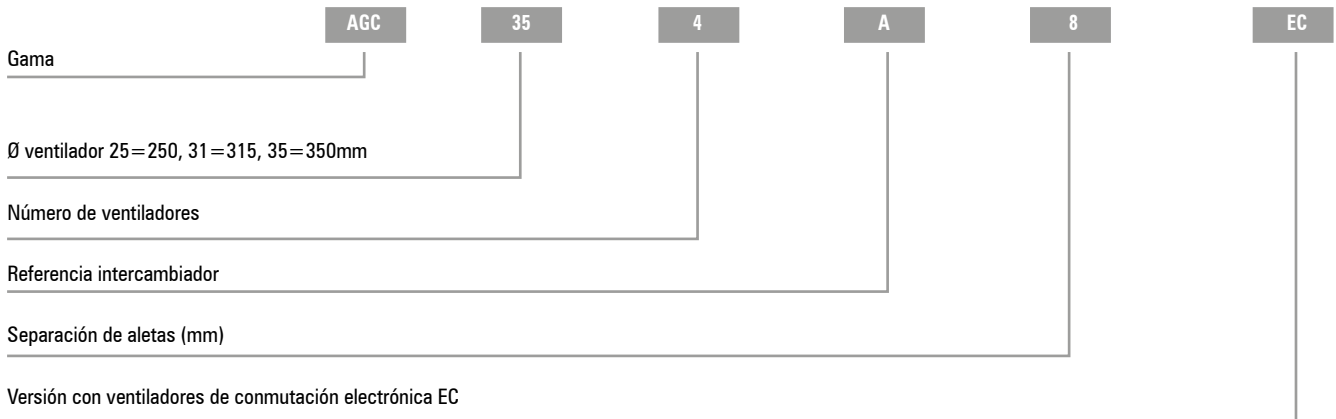 AGC 35 4 A 8 EC
Gama
Ø ventilador 25=250, 31=315, 35=350mm
Número de ventiladores
Referencia intercambiador
Separación de aletas (mm)
Versión con ventiladores de conmutación electrónica EC